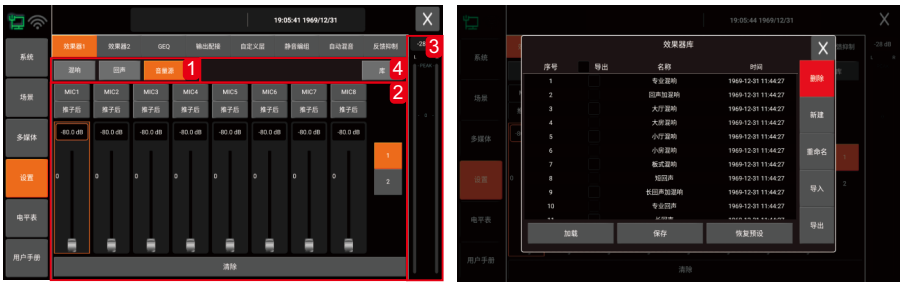 19:05:41 1969/12/31
X
效果器1 效果器2 GEQ 输出配接 自定义层 静音编组 自动混音 反馈抑制
-28 3
系统
L PEAK R
混响 回声 音量源 1 库 4
2
场景
MIC1 MIC2 MIC3 MIC4 MIC5 MIC6 MIC7 MIC8
推子后 推子后 推子后 推子后 推子后 推子后 推子后 推子后
多媒体
-80.0 dB -80.0 dB -80.0 dB -80.0 dB -80.0 dB -80.0 dB -80.0 dB -80.0 dB
1
设置
0 0 0 0 0 0 0 0
2
电平表
用户手册
清除
19:05:44 1969/12/31
X
效果器库
X
-28 dB
系统
序号 导出 名称 时间
删除
1 专业混响 1969-12-31 11:44:27
2 回声加混响 1969-12-31 11:44:27
场景
3 大厅混响 1969-12-31 11:44:27
新建
4 大房混响 1969-12-31 11:44:27
5 小厅混响 1969-12-31 11:44:27
多媒体
6 小房混响 1969-12-31 11:44:27
重命名
1
7 板式混响 1969-12-31 11:44:27
设置
8 短回声 1969-12-31 11:44:27
2
9 长回声加混响 1969-12-31 11:44:27
导入
10 专业回声 1969-12-31 11:44:27
电平表
加载 保存 恢复预设
导出
用户手册
清除